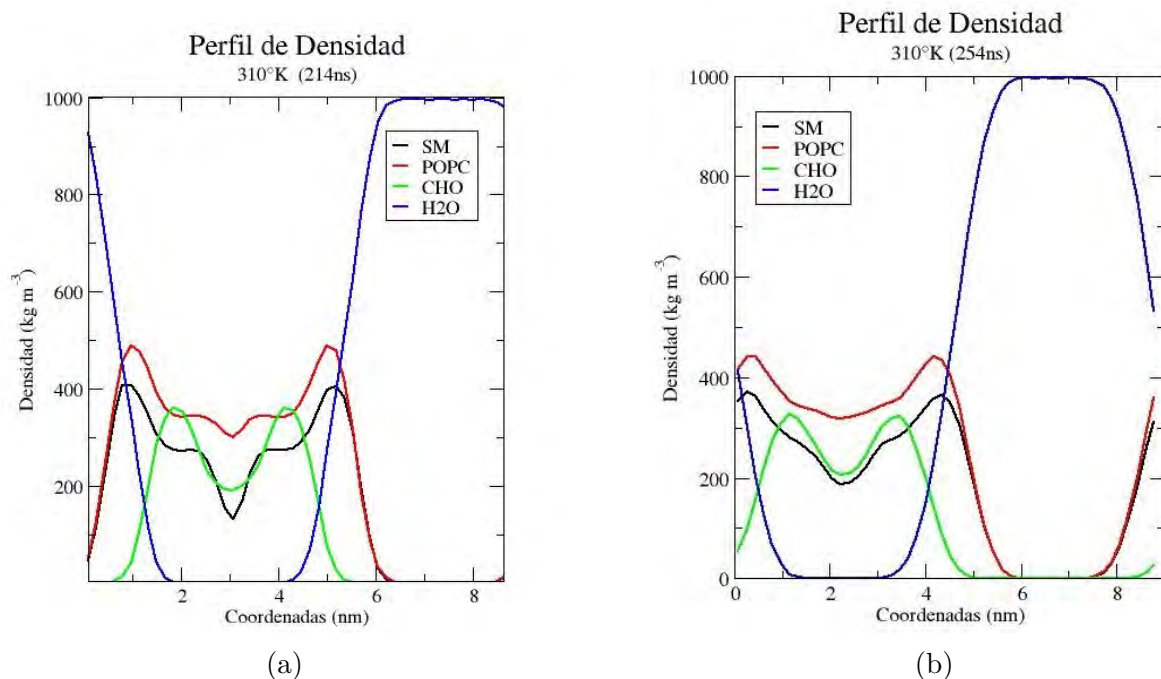 Perfil de Densidad
310°K (214ns)
1000
800
600
400
200
SM
POPC
CHO
H2O
Densidad (kg m -3)
2
4
6
8
Coordenadas (nm)
(a)
Perfil de Densidad
310°K (254ns)
1000
800
600
400
200
0
SM
POPC
CHO
H2O
Densidad (kg m -3)
0
2
4
6
8
Coordenadas (nm)
(b)